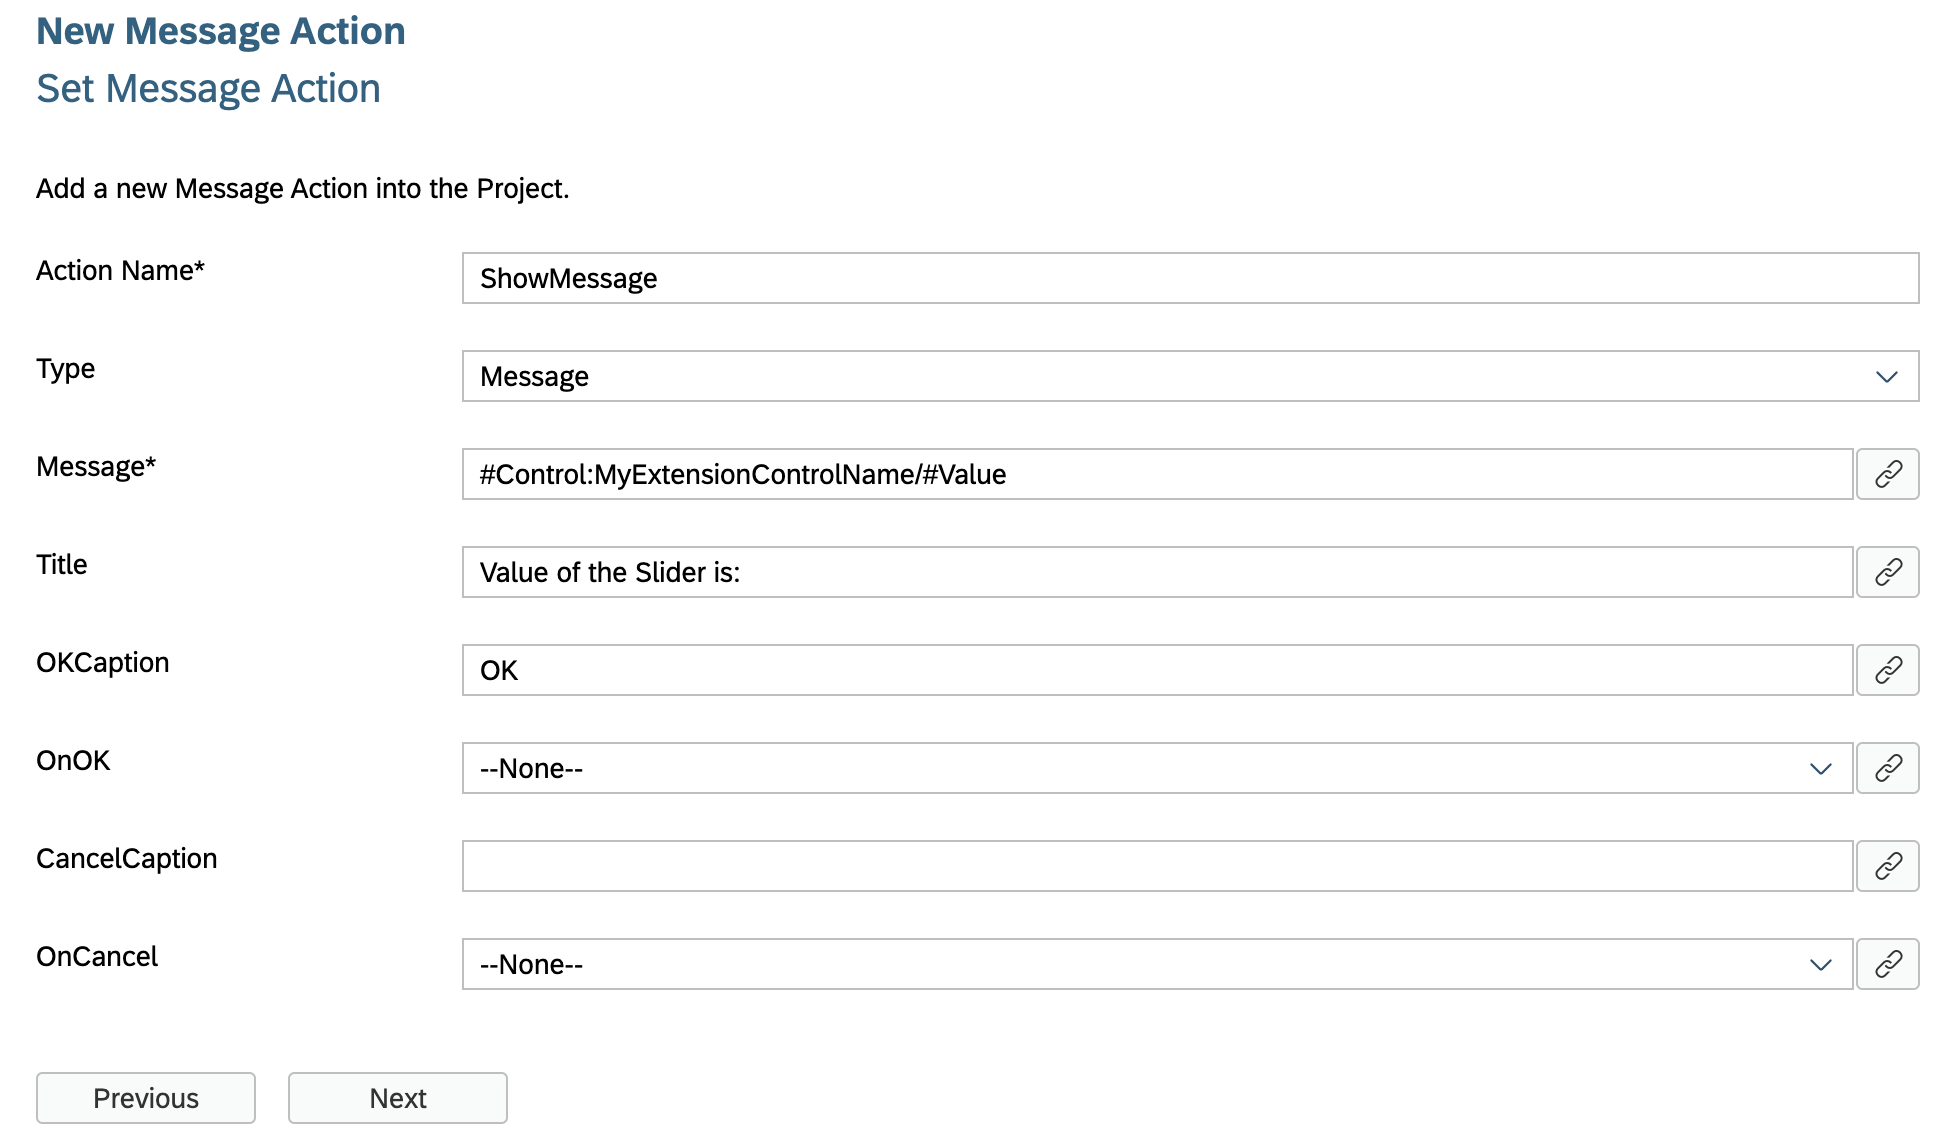 New Message Action
Set Message Action
Add a new Message Action into the Project.
Action Name*
ShowMessage
Type
Message
Message*
#Control:MyExtensionControlName/#Value
Title
Value of the Slider is:
OKCaption
OK
OnOK
--None--
CancelCaption
OnCancel
--None--
Previous
Next